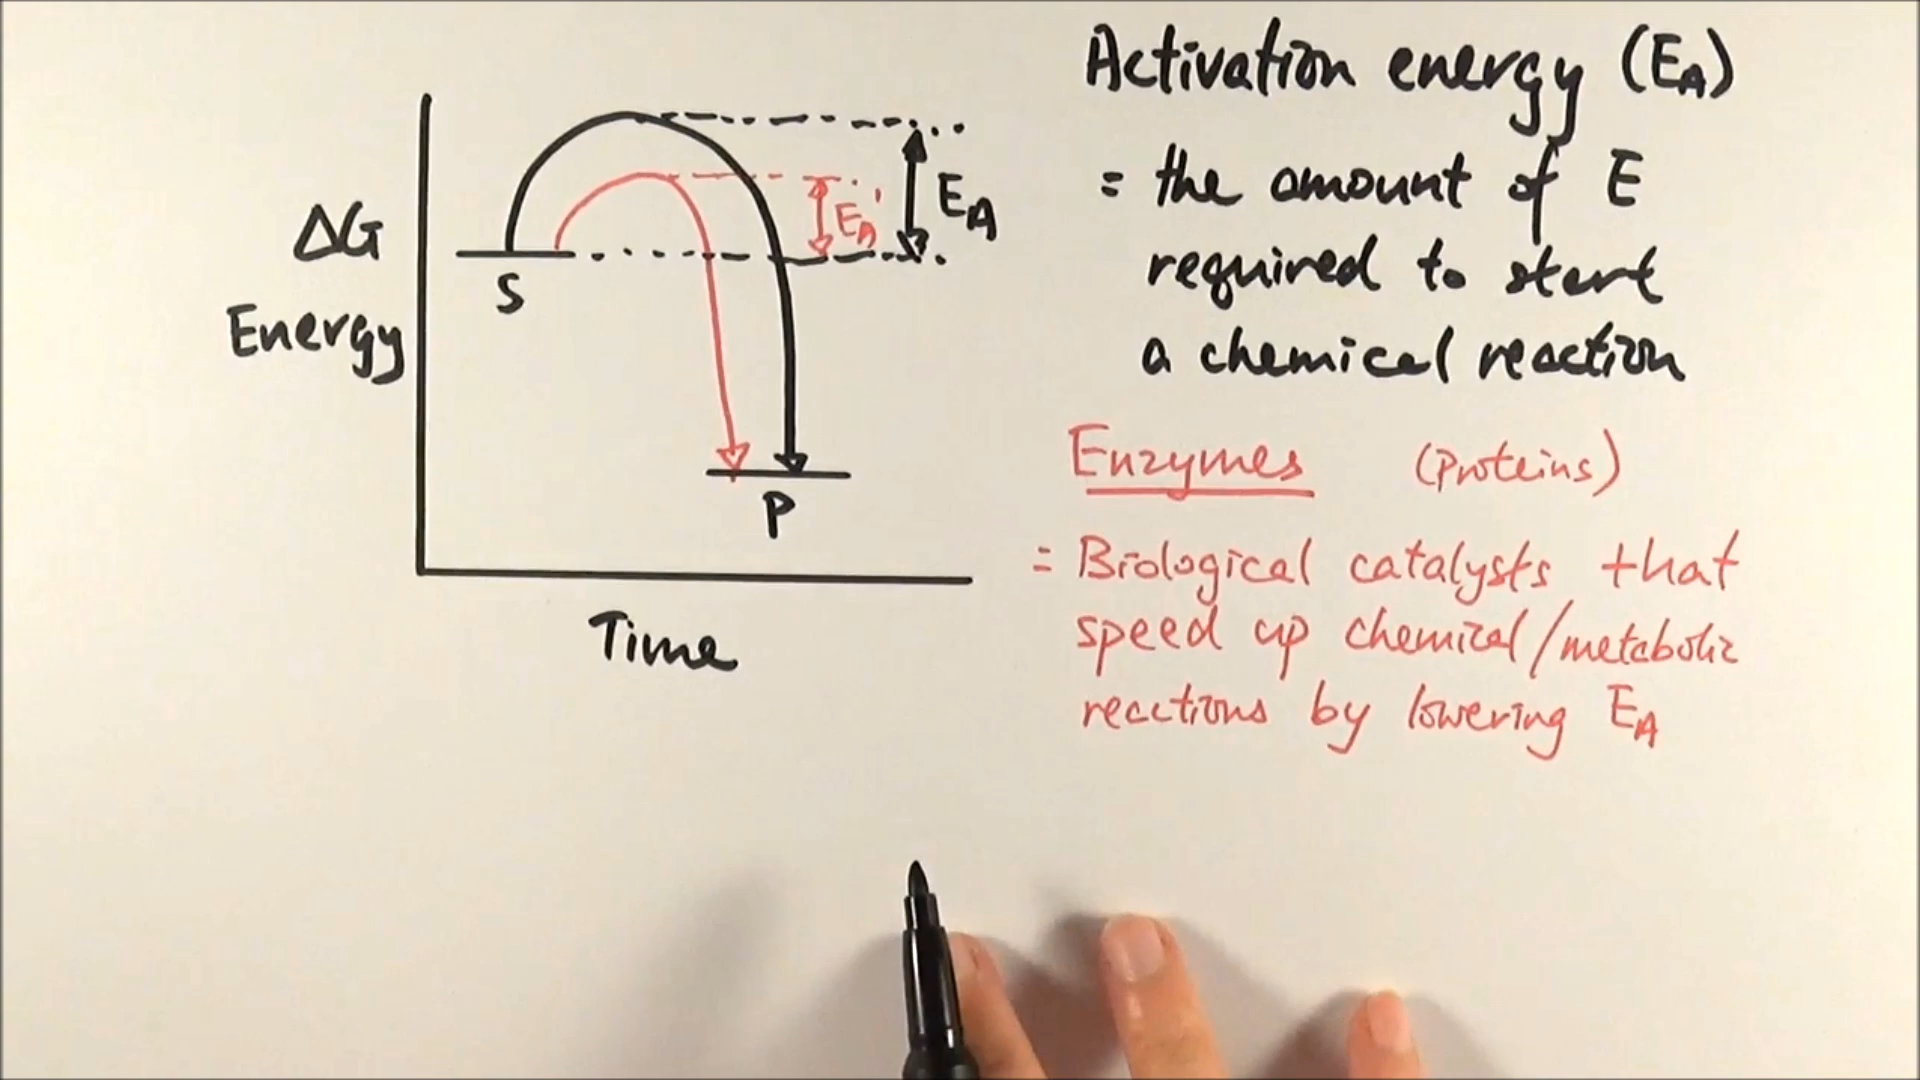 Activation energy (EA)
= the amount of E
required to start
a chemical reaction
ΔG
Energy
S
EA'
EA
P
Time
Enzymes (Proteins)
= Biological catalysts that
speed up chemical/metabolic
reactions by lowering EA